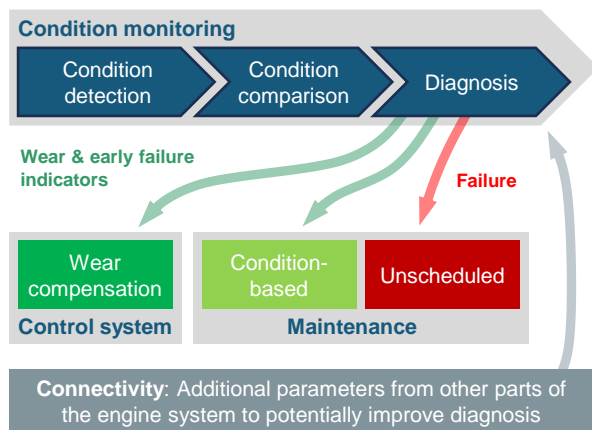 Condition monitoring
Condition
detection
Condition
comparison
Diagnosis
Wear & early failure
indicators
Failure
Wear
compensation
Condition-
based
Unscheduled
Control system
Maintenance
Connectivity: Additional parameters from other parts of
the engine system to potentially improve diagnosis